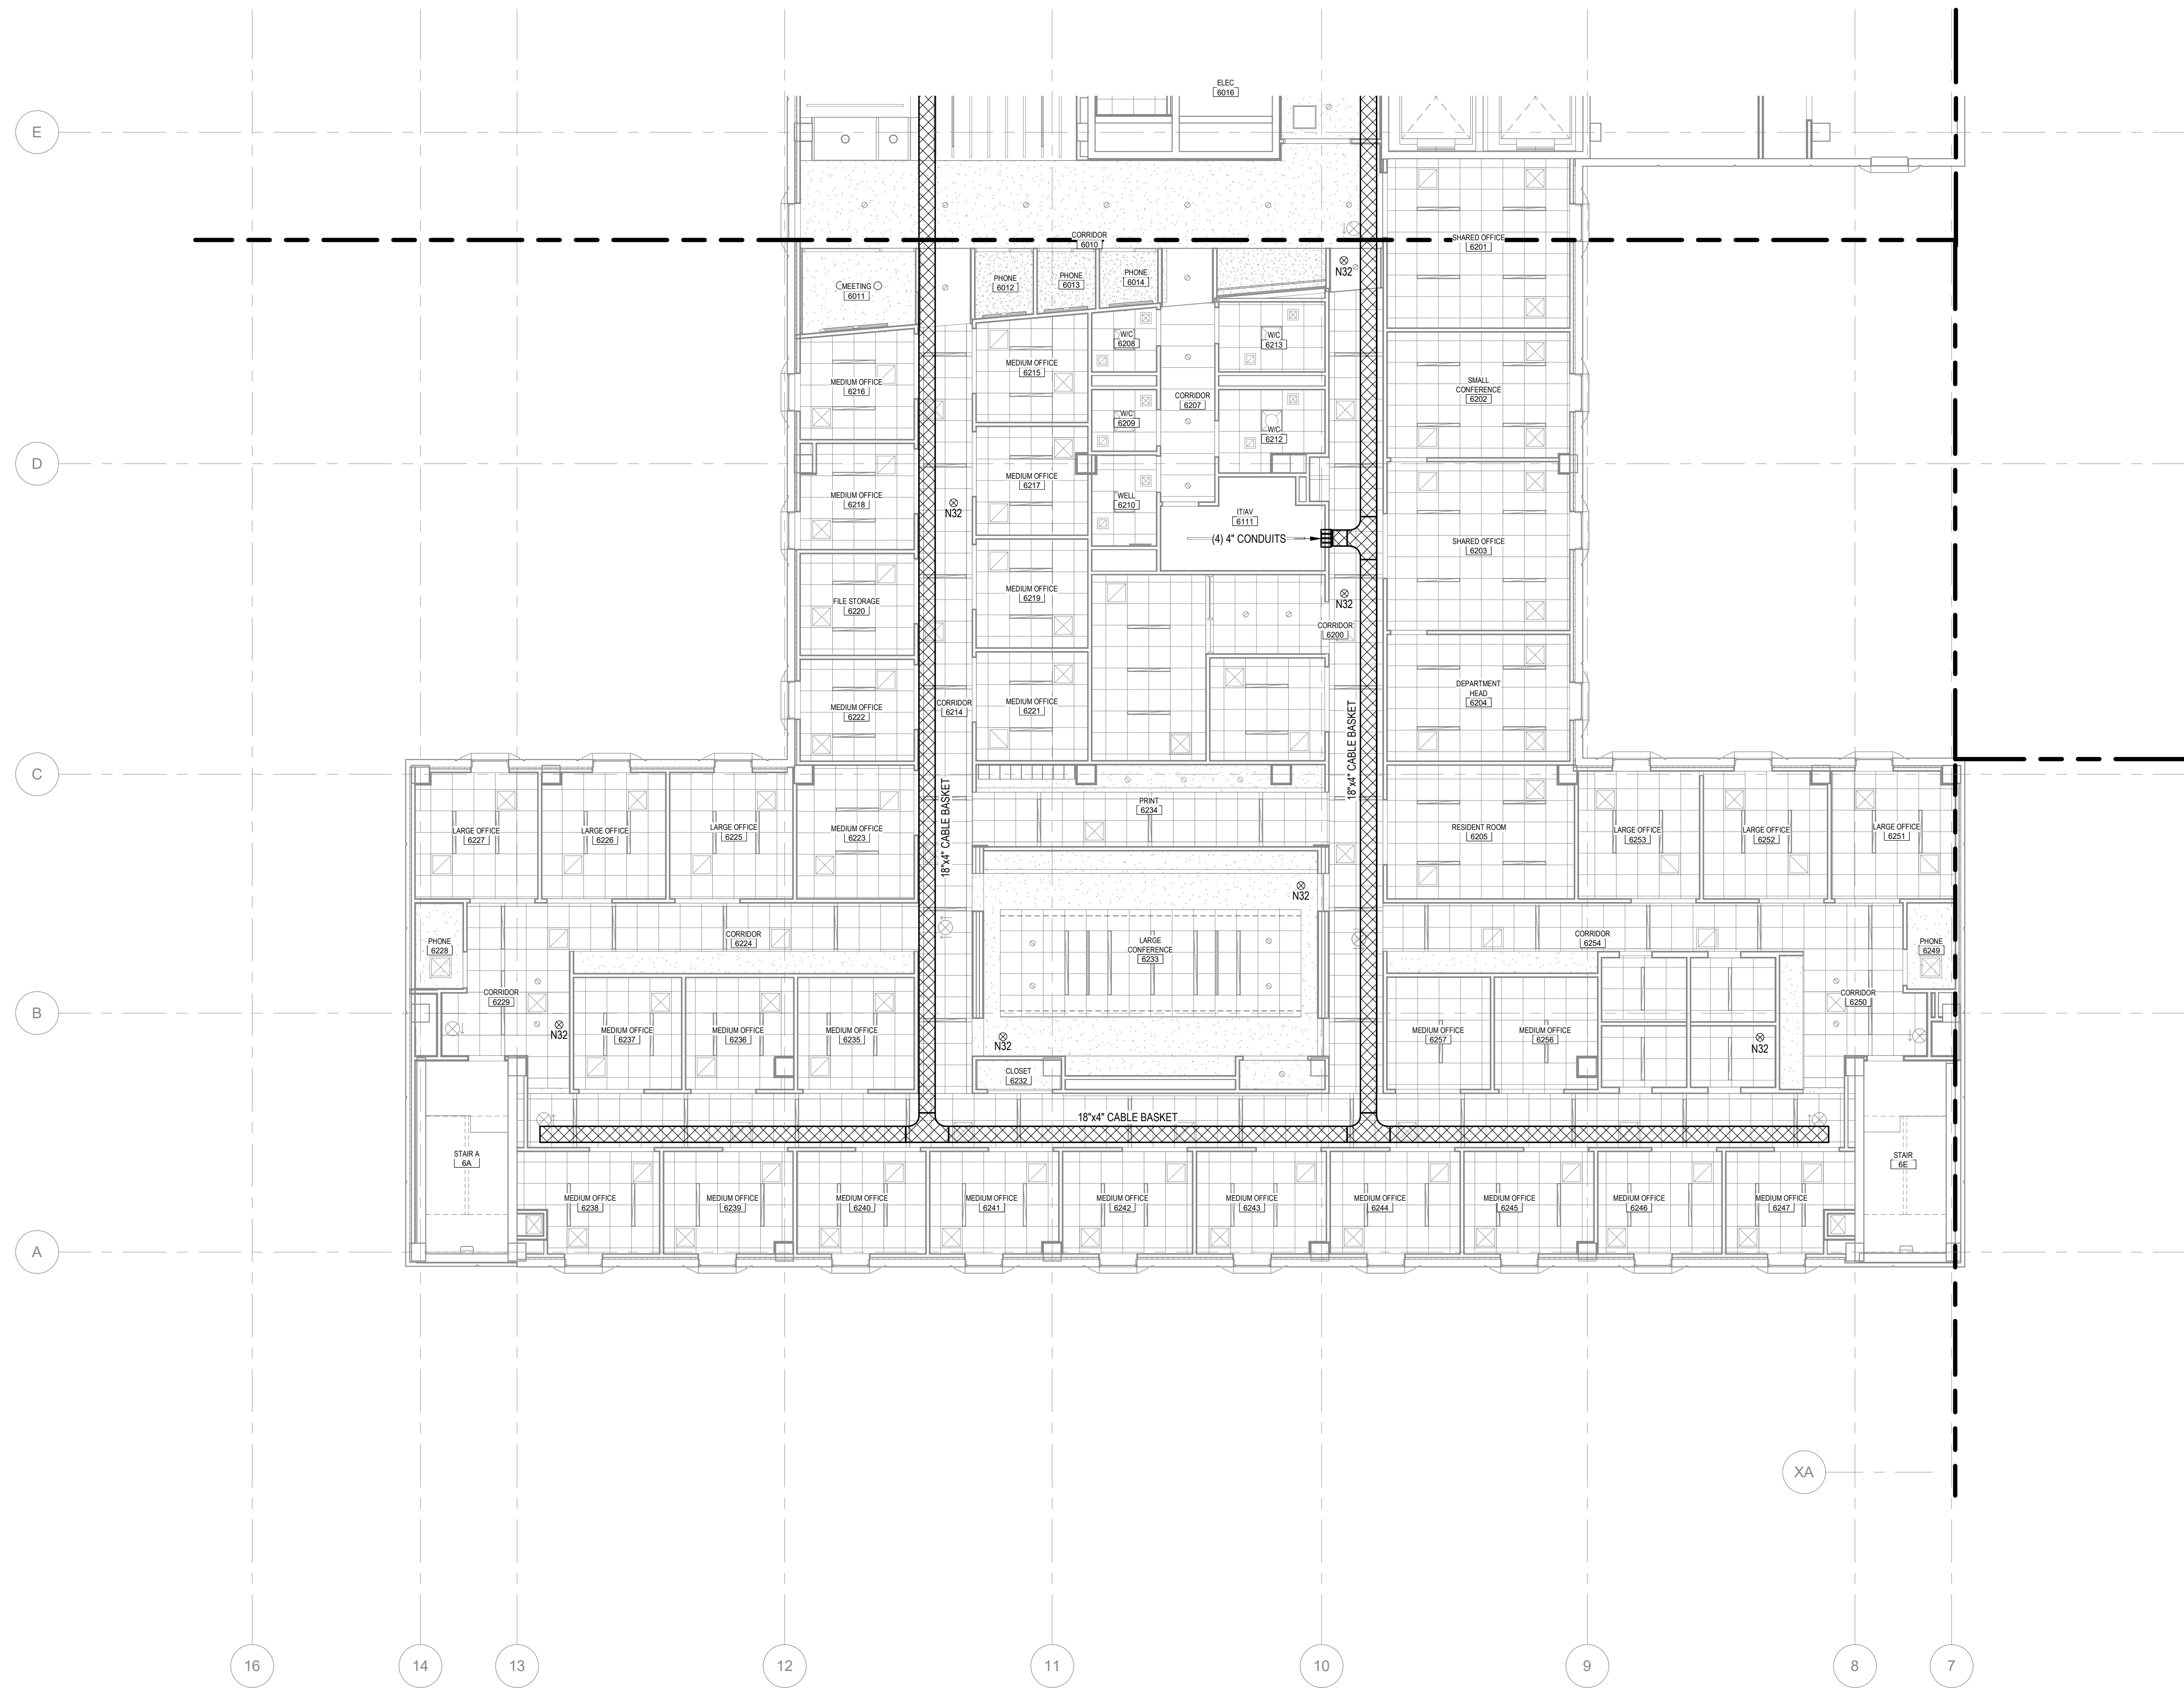 ELEC
6016
E
CORRIDOR
6010
SHARED OFFICE
6201
N32
MEETING
6011
PHONE
6012
PHONE
6013
PHONE
6014
W/C
6208
W/C
6213
MEDIUM OFFICE
6215
MEDIUM OFFICE
6216
SMALL
CONFERENCE
6202
CORRIDOR
6207
W/C
6209
W/C
6212
D
MEDIUM OFFICE
6217
MEDIUM OFFICE
6218
WELL
6210
N32
IT/AV
6111
(4) 4" CONDUITS
SHARED OFFICE
6203
MEDIUM OFFICE
6219
FILE STORAGE
6220
N32
CORRIDOR
6200
DEPARTMENT
HEAD
6204
MEDIUM OFFICE
6222
CORRIDOR
6214
MEDIUM OFFICE
6221
18"x4" CABLE BASKET
18"x4" CABLE BASKET
C
PRINT
6234
LARGE OFFICE
6227
LARGE OFFICE
6226
LARGE OFFICE
6225
MEDIUM OFFICE
6223
RESIDENT ROOM
6205
LARGE OFFICE
6253
LARGE OFFICE
6252
LARGE OFFICE
6251
N32
PHONE
6228
CORRIDOR
6224
LARGE
CONFERENCE
6233
CORRIDOR
6254
PHONE
6249
CORRIDOR
6229
CORRIDOR
6250
B
N32
MEDIUM OFFICE
6237
MEDIUM OFFICE
6236
MEDIUM OFFICE
6235
N32
MEDIUM OFFICE
6257
MEDIUM OFFICE
6256
N32
CLOSET
6232
18"x4" CABLE BASKET
STAIR A
6A
STAIR
6E
MEDIUM OFFICE
6238
MEDIUM OFFICE
6239
MEDIUM OFFICE
6240
MEDIUM OFFICE
6241
MEDIUM OFFICE
6242
MEDIUM OFFICE
6243
MEDIUM OFFICE
6244
MEDIUM OFFICE
6245
MEDIUM OFFICE
6246
MEDIUM OFFICE
6247
A
XA
16
14
13
12
11
10
9
8
7